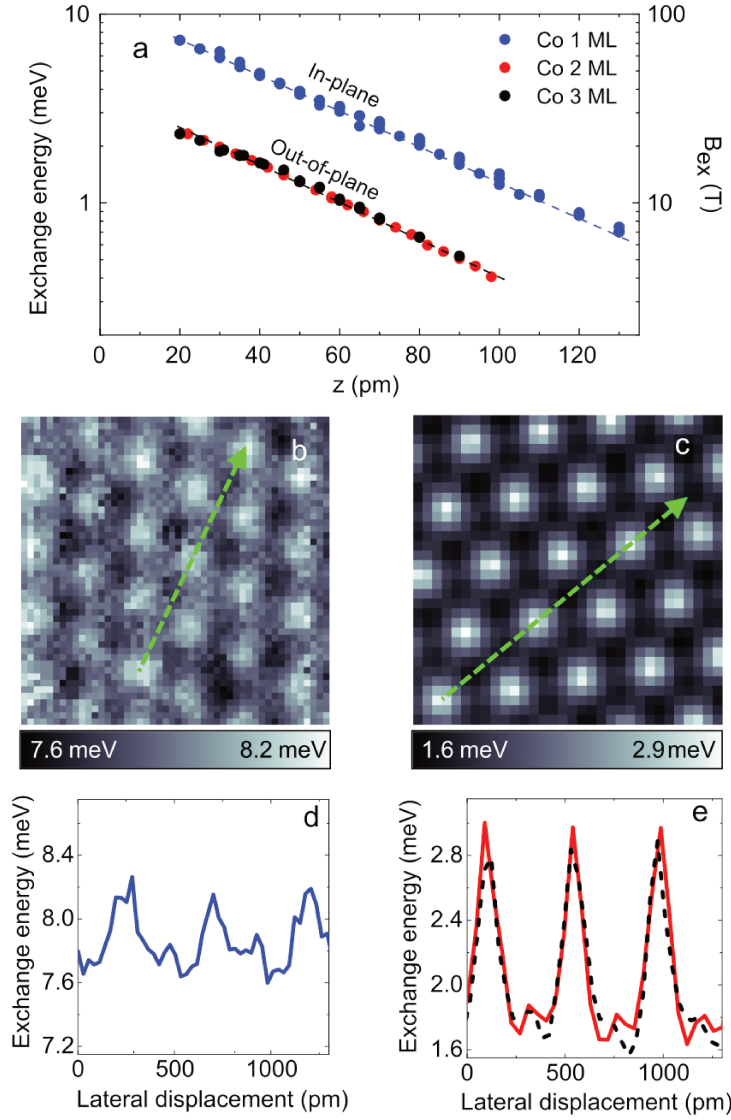 a
10
100
Co 1 ML
Co 2 ML
Co 3 ML
In-plane
Out-of-plane
Exchange energy (meV)
1
10
B_ex (T)
0 20 40 60 80 100 120
z (pm)
b
c
7.6 meV 8.2 meV
1.6 meV 2.9 meV
d
Exchange energy (meV)
8.4
8.0
7.6
7.2
0 500 1000
Lateral displacement (pm)
e
Exchange energy (meV)
2.8
2.4
2.0
1.6
0 500 1000
Lateral displacement (pm)